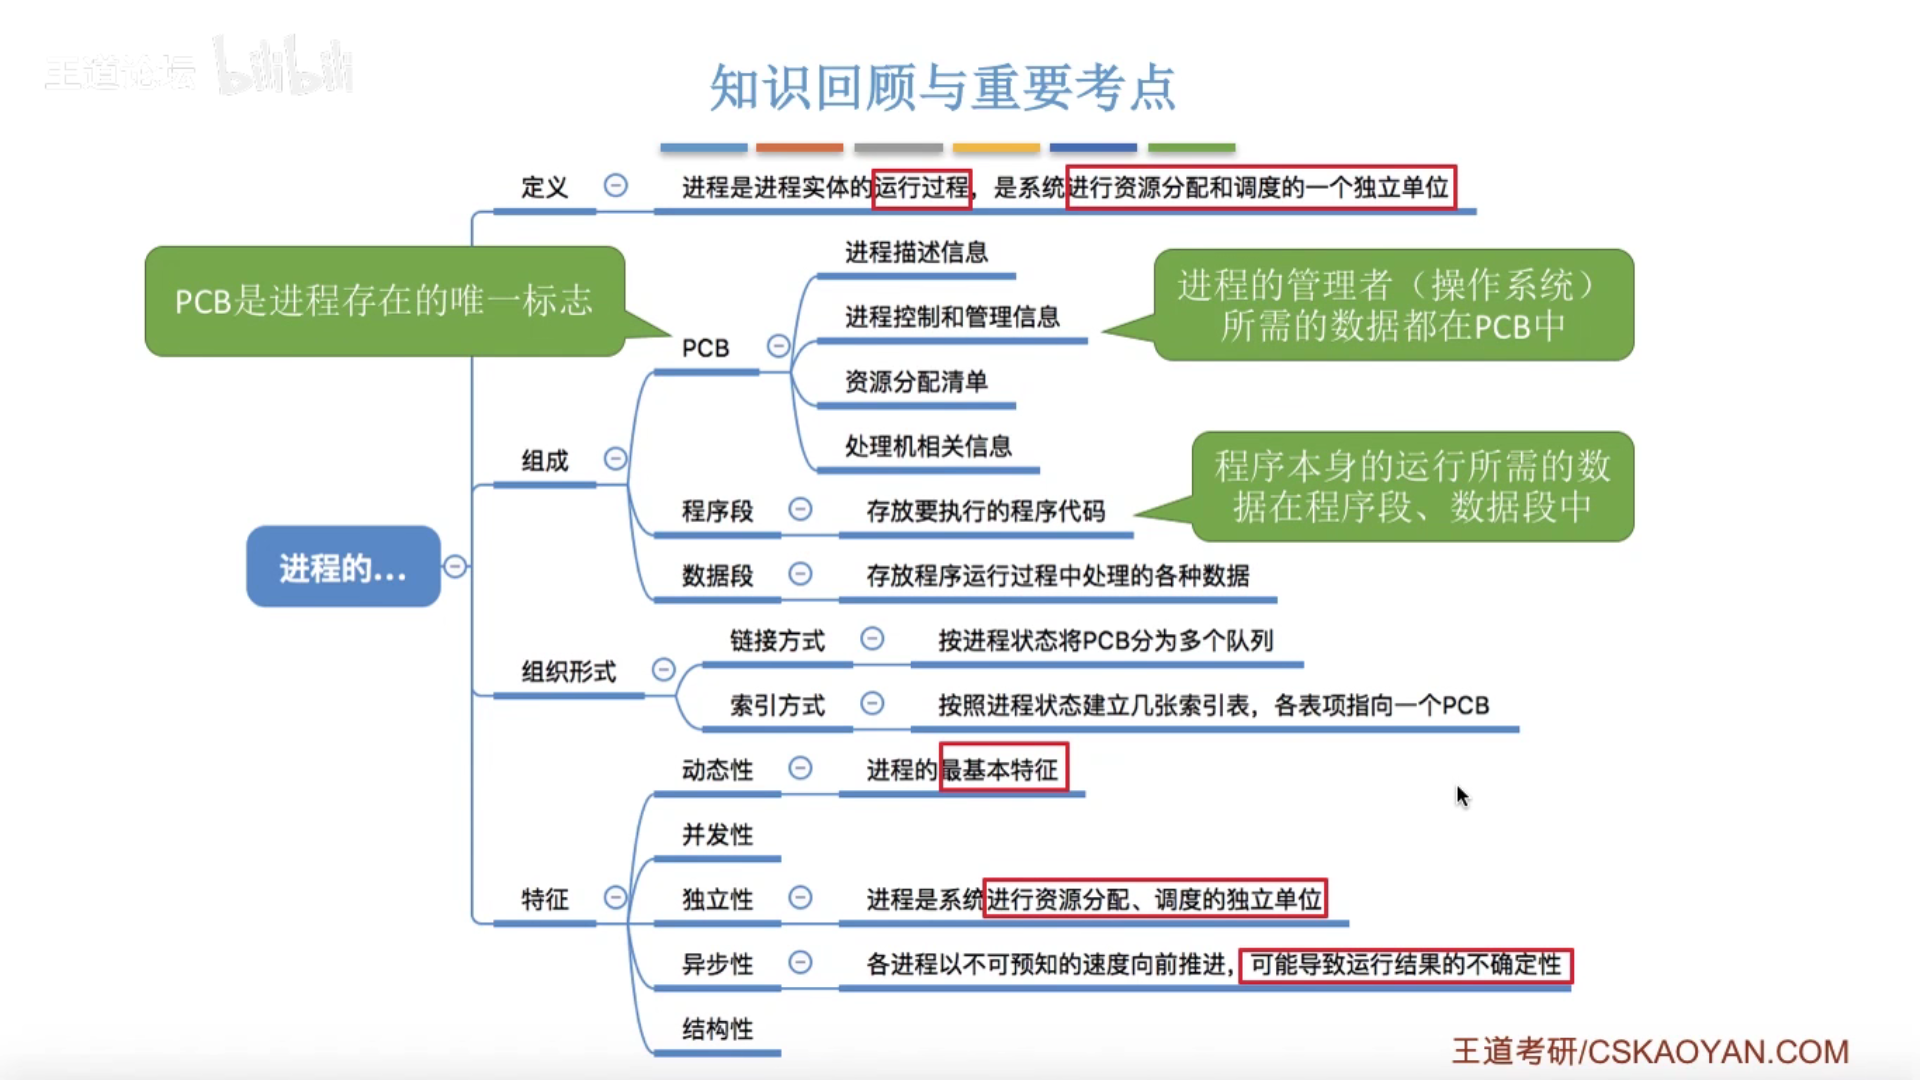 王道论坛 bilibili
知识回顾与重要考点
定义
进程是进程实体的运行过程，是系统进行资源分配和调度的一个独立单位
PCB是进程存在的唯一标志
进程描述信息
进程的管理者（操作系统）
所需的数据都在PCB中
进程控制和管理信息
PCB
资源分配清单
处理机相关信息
组成
程序本身的运行所需的数
据在程序段、数据段中
程序段
存放要执行的程序代码
进程的...
数据段
存放程序运行过程中处理的各种数据
链接方式
按进程状态将PCB分为多个队列
组织形式
索引方式
按照进程状态建立几张索引表，各表项指向一个PCB
动态性
进程的最基本特征
并发性
特征
独立性
进程是系统进行资源分配、调度的独立单位
异步性
各进程以不可预知的速度向前推进，可能导致运行结果的不确定性
结构性
王道考研/CSKAOYAN.COM